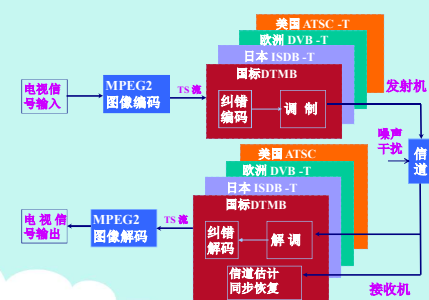 美国 ATSC -T
欧洲 DVB -T
日本 ISDB -T
国标DTMB
发射机
电视信
号输入
MPEG2
图像编码
TS 流
纠错
编码
调 制
噪声
干扰
信
道
美国 ATSC
欧洲 DVB -T
日本 ISDB -T
国标DTMB
电 视 信
号输出
MPEG2
图像解码
TS 流
纠错
解码
解 调
信道估计
同步恢复
接收机